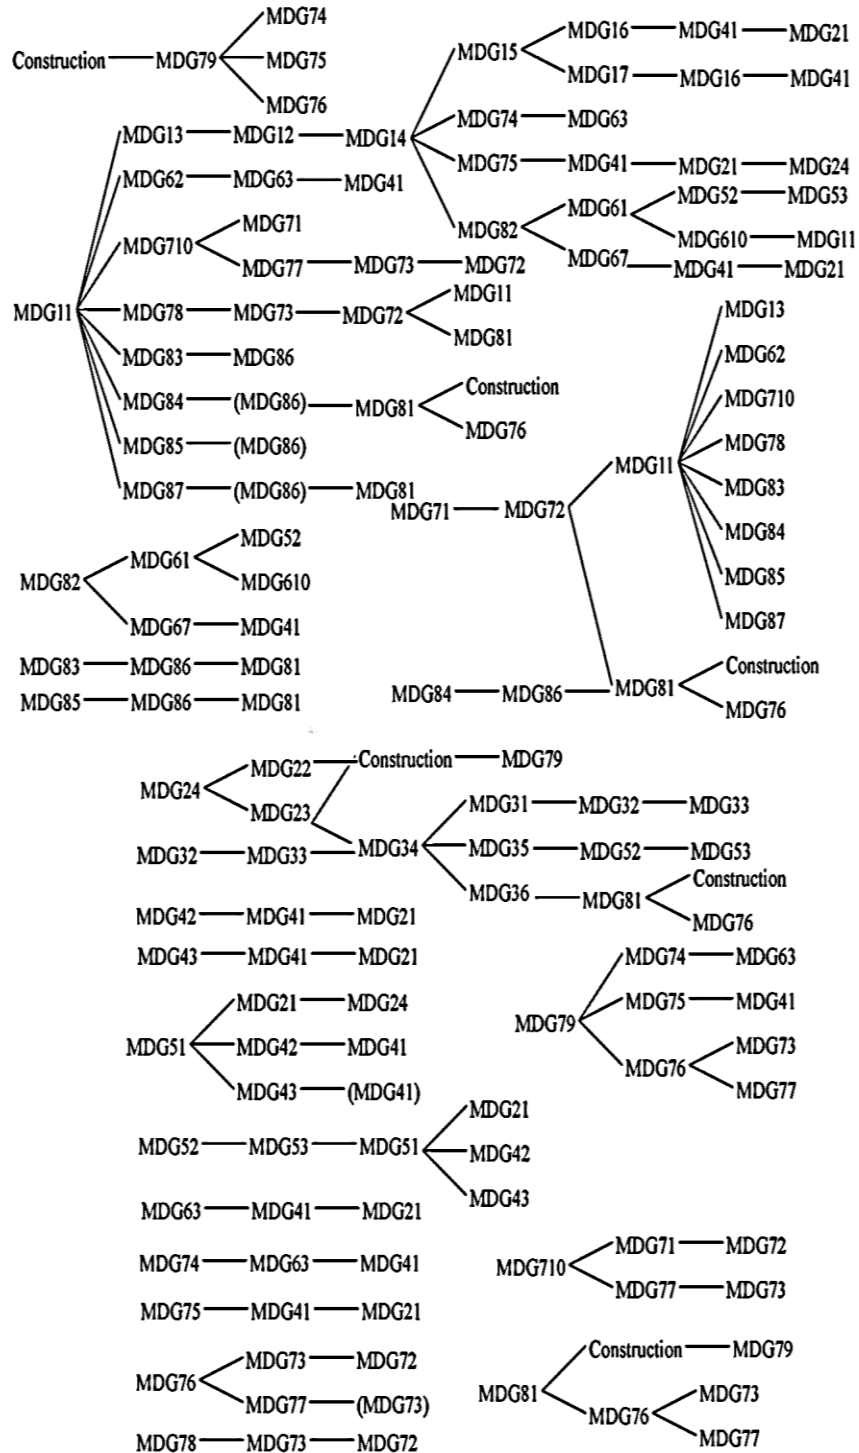 MDG74
MDG16 MDG41 MDG21
MDG15
Construction MDG79 MDG75
MDG17 MDG16 MDG41
MDG76
MDG74 MDG63
MDG13 MDG12 MDG14
MDG75 MDG41 MDG21 MDG24
MDG62 MDG63 MDG41
MDG52 MDG53
MDG61
MDG71
MDG82
MDG610 MDG11
MDG710
MDG67 MDG41 MDG21
MDG77 MDG73 MDG72
MDG11
MDG11 MDG78 MDG73 MDG72
MDG13
MDG81
MDG83 MDG86
MDG62
Construction
MDG84 (MDG86) MDG81
MDG710
MDG76
MDG85 (MDG86)
MDG78
MDG11
MDG87 (MDG86) MDG81
MDG83
MDG71 MDG72
MDG84
MDG52
MDG61
MDG82 MDG610
MDG85
MDG67 MDG41
MDG87
MDG83 MDG86 MDG81
Construction
MDG84 MDG86 MDG81
MDG85 MDG86 MDG81
MDG76
Construction MDG79
MDG22
MDG24
MDG23
MDG31 MDG32 MDG33
MDG32 MDG33 MDG34 MDG35 MDG52 MDG53
Construction
MDG36 MDG81
MDG76
MDG42 MDG41 MDG21
MDG43 MDG41 MDG21
MDG74 MDG63
MDG21 MDG24
MDG75 MDG41
MDG79
MDG51 MDG42 MDG41
MDG73
MDG76
MDG43 (MDG41)
MDG77
MDG21
MDG52 MDG53 MDG51 MDG42
MDG43
MDG63 MDG41 MDG21
MDG71 MDG72
MDG74 MDG63 MDG41
MDG710
MDG77 MDG73
MDG75 MDG41 MDG21
Construction MDG79
MDG73 MDG72
MDG76
MDG81
MDG73
MDG77 (MDG73)
MDG76
MDG77
MDG78 MDG73 MDG72